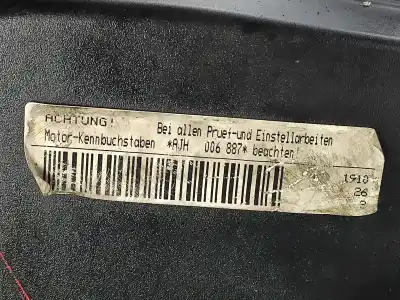 ACHTUNG!
Bei allen Pruef-und Einstellarbeiten
Motor-Kennbuchstaben *AJH 006 887* beachten!
26